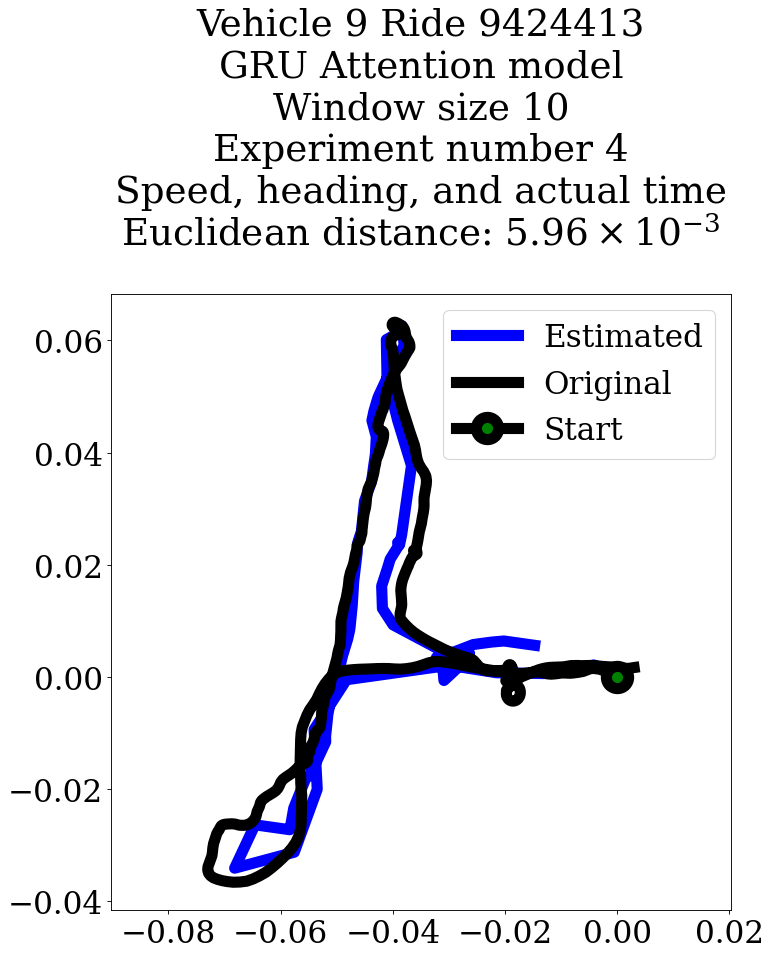 Vehicle 9 Ride 9424413
GRU Attention model
Window size 10
Experiment number 4
Speed, heading, and actual time
Euclidean distance: 5.96 × 10⁻³
Estimated
Original
Start
0.06
0.04
0.02
0.00
−0.02
−0.04
−0.08 −0.06 −0.04 −0.02 0.00 0.02